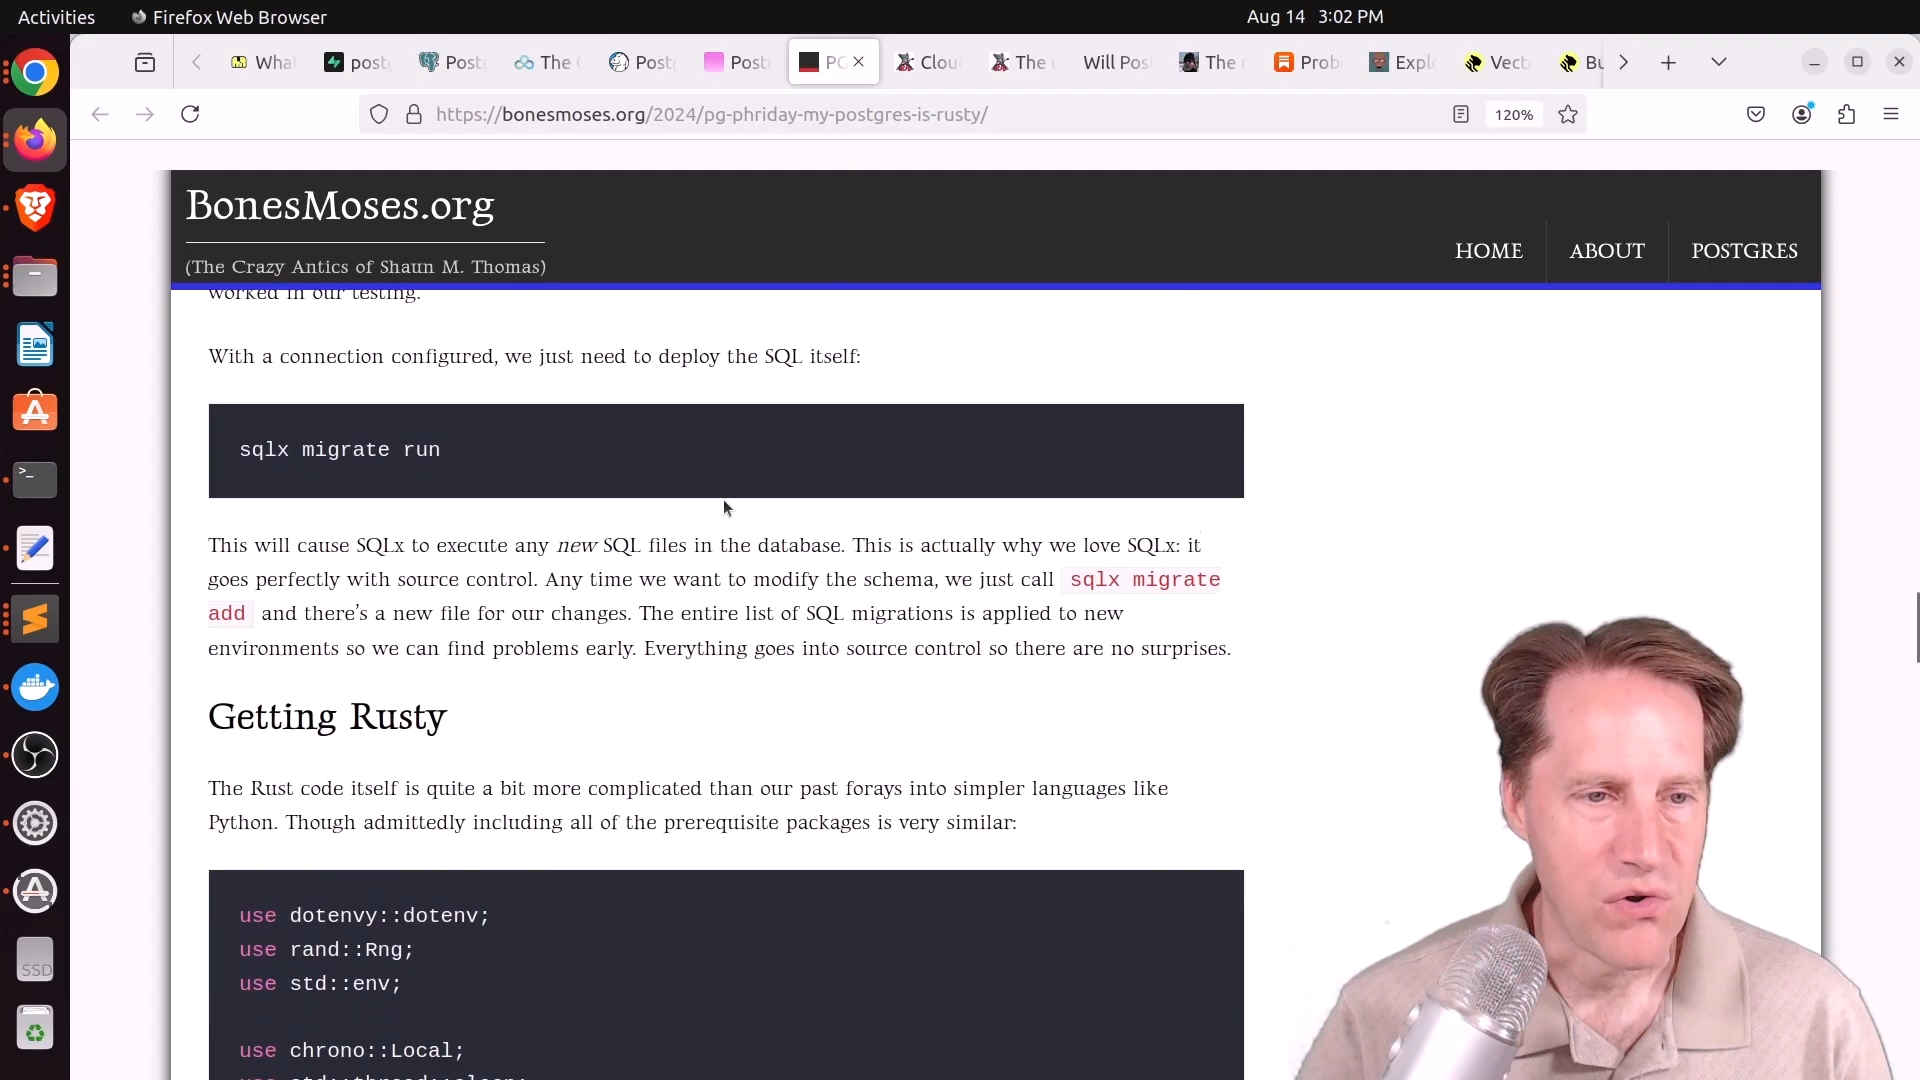 Activities Firefox Web Browser Aug 14 3:02 PM
What post Post The Post Post PG Clou The Will Pos The Prob Expl Vect Bu
https://bonesmoses.org/2024/pg-phriday-my-postgres-is-rusty/ 120%
BonesMoses.org
(The Crazy Antics of Shaun M. Thomas)
HOME ABOUT POSTGRES
worked in our testing.
With a connection configured, we just need to deploy the SQL itself:
sqlx migrate run
This will cause SQLx to execute any new SQL files in the database. This is actually why we love SQLx: it
goes perfectly with source control. Any time we want to modify the schema, we just call sqlx migrate
add and there's a new file for our changes. The entire list of SQL migrations is applied to new
environments so we can find problems early. Everything goes into source control so there are no surprises.
Getting Rusty
The Rust code itself is quite a bit more complicated than our past forays into simpler languages like
Python. Though admittedly including all of the prerequisite packages is very similar:
use dotenvy::dotenv;
use rand::Rng;
use std::env;
use chrono::Local;
use std::thread::sleep;
SSD